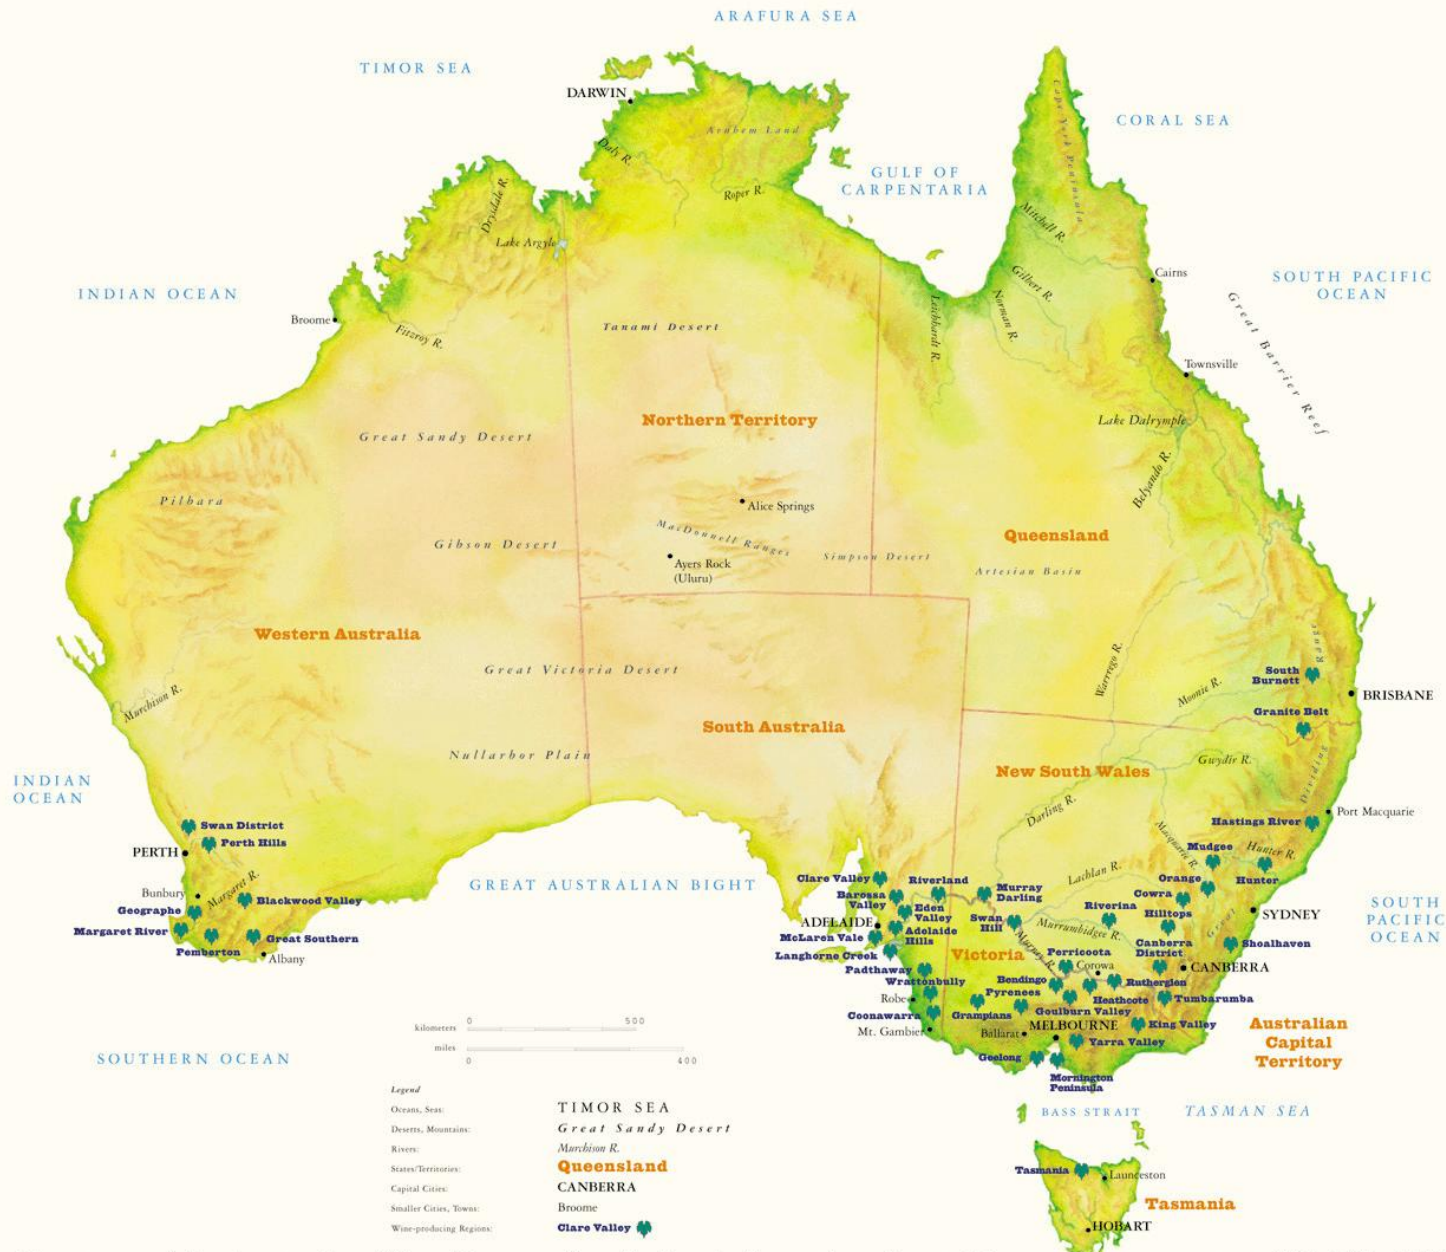 ARAFURA SEA
TIMOR SEA
DARWIN
Arnhem Land
Cape York Peninsula
CORAL SEA
Daly R.
GULF OF
CARPENTARIA
Drysdale R.
Roper R.
Mitchell R.
Lake Argyle
Gilbert R.
Cairns
SOUTH PACIFIC
OCEAN
INDIAN OCEAN
Great Barrier Reef
Broome
Fitzroy R.
Tanami Desert
Leichhardt R.
Norman R.
Townsville
Northern Territory
Lake Dalrymple
Great Sandy Desert
Belyando R.
Pilbara
Alice Springs
MacDonnell Ranges
Queensland
Gibson Desert
Simpson Desert
Ayers Rock
(Uluru)
Artesian Basin
Western Australia
Great Victoria Desert
Range
Warrego R.
South
Burnett
Moonie R.
BRISBANE
Murchison R.
Granite Belt
South Australia
Nullarbor Plain
New South Wales
Gwydir R.
Dividing
INDIAN
OCEAN
Darling R.
Port Macquarie
Hastings River
Swan District
Perth Hills
PERTH
Macquarie R.
Mudgee
Hunter R.
Hunter
Bunbury
Margaret R.
Blackwood Valley
Geographe
Margaret River
Pemberton
Great Southern
Albany
GREAT AUSTRALIAN BIGHT
Clare Valley
Barossa
Valley
Riverland
Eden
Valley
Murray
Darling
Lachlan R.
Orange
Cowra
Riverina
Hilltops
Great
SYDNEY
SOUTH
PACIFIC
OCEAN
ADELAIDE
Adelaide
Hills
Swan
Hill
Murrumbidgee R.
McLaren Vale
Langhorne Creek
Victoria
Murray R.
Perricoota
Corowa
Canberra
District
Shoalhaven
CANBERRA
Padthaway
Wrattonbully
Bendingo
Rutherglen
Robe
Pyrenees
Heathcote
Tumbarumba
Coonawarra
Grampians
Goulburn Valley
Mt. Gambier
Ballarat
MELBOURNE
King Valley
Yarra Valley
Australian
Capital
Territory
Geelong
Mornington
Peninsula
SOUTHERN OCEAN
kilometers
0
500
miles
0
400
BASS STRAIT
TASMAN SEA
Tasmania
Launceston
Tasmania
HOBART
Legend
Oceans, Seas: TIMOR SEA
Deserts, Mountains: Great Sandy Desert
Rivers: Murchison R.
States/Territories: Queensland
Capital Cities: CANBERRA
Smaller Cities, Towns: Broome
Wine-producing Regions: Clare Valley